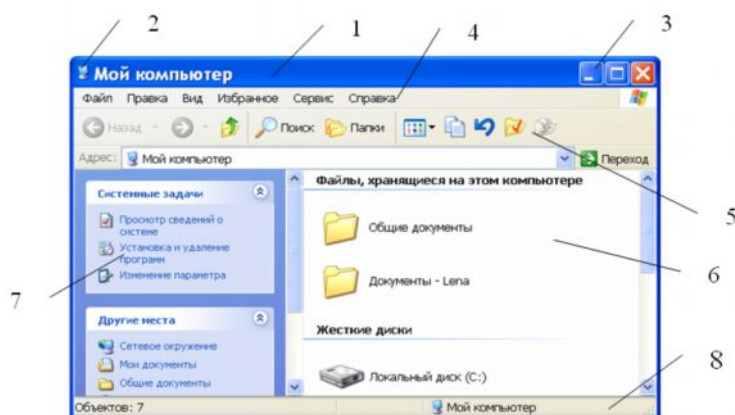 2
1
4
3
Мой компьютер
Файл Правка Вид Избранное Сервис Справка
Назад Поиск Папки
Адрес: Мой компьютер Переход
Системные задачи
Просмотр сведений о
системе
Установка и удаление
программ
Изменение параметра
Другие места
Сетевое окружение
Мои документы
Общие документы
Файлы, хранящиеся на этом компьютере
Общие документы
Документы - Lena
Жесткие диски
Локальный диск (C:)
5
6
7
8
Объектов: 7 Мой компьютер